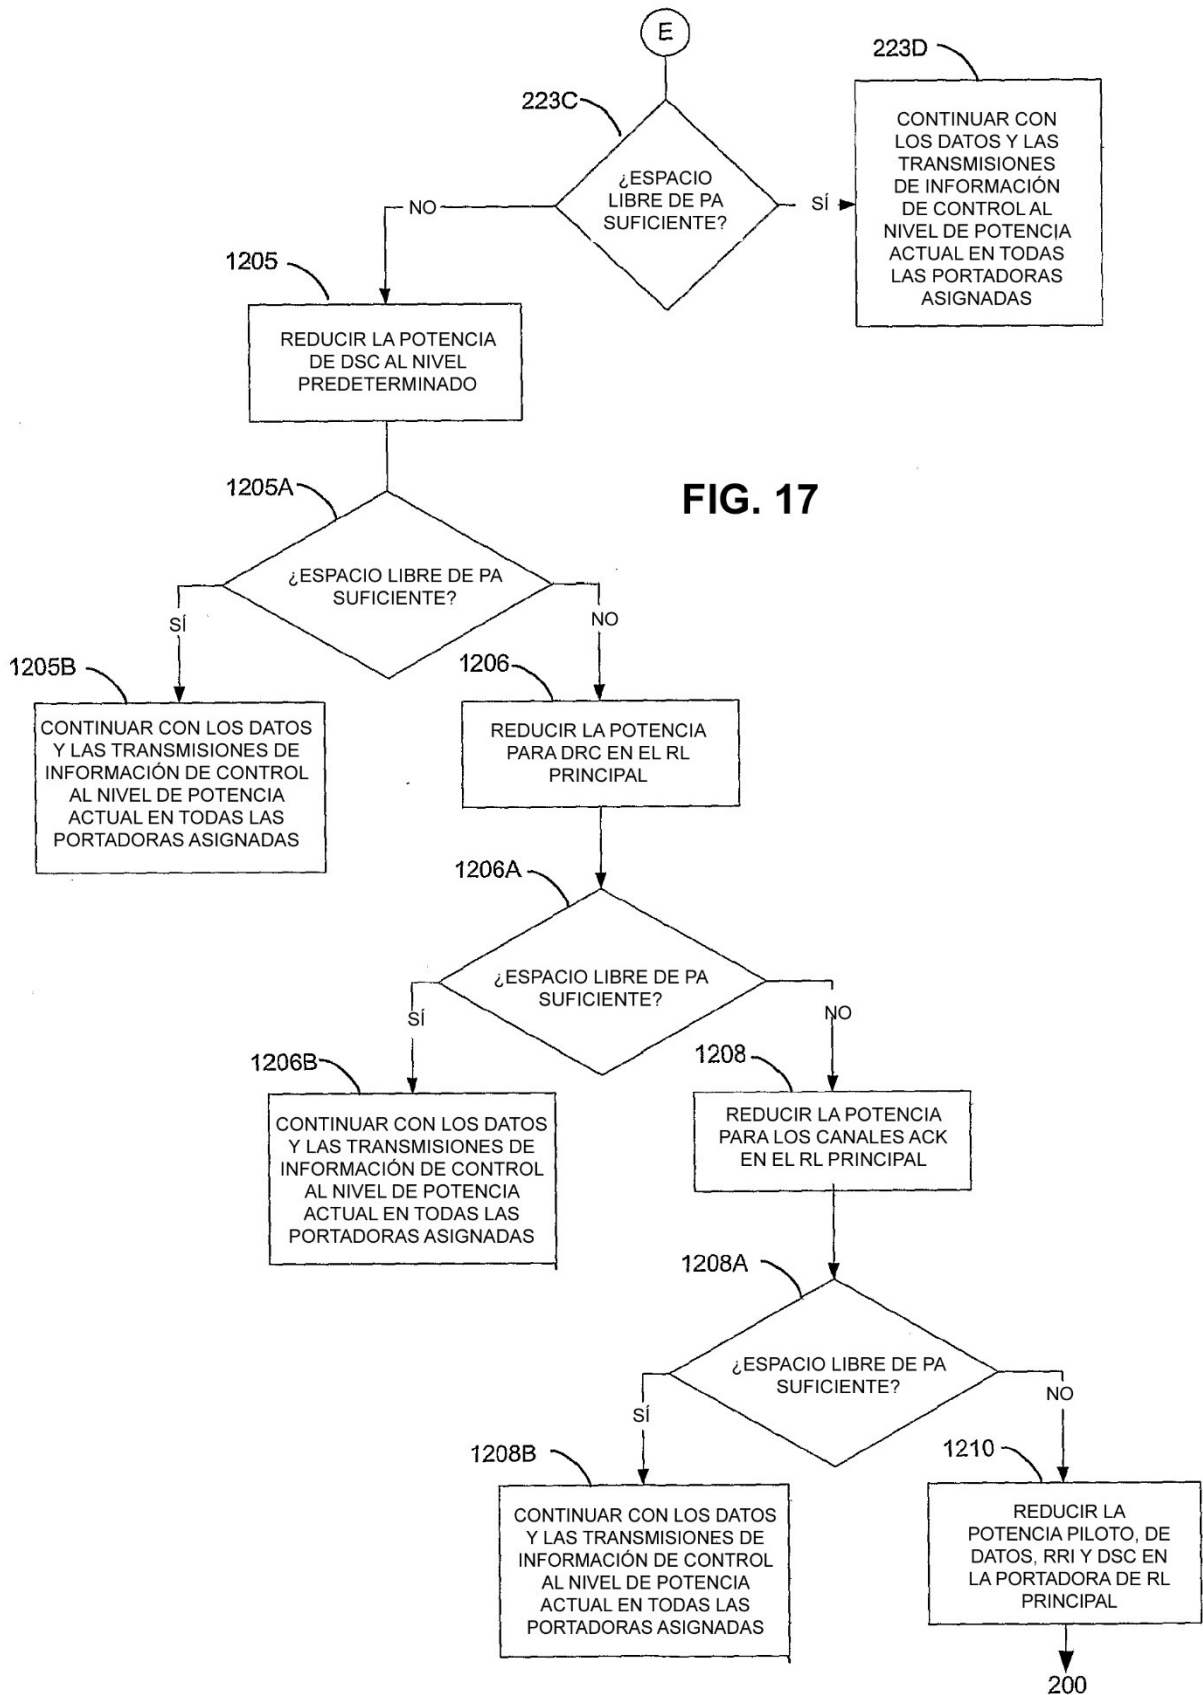 E
223D
223C
CONTINUAR CON
LOS DATOS Y LAS
TRANSMISIONES
DE INFORMACIÓN
DE CONTROL AL
NIVEL DE POTENCIA
ACTUAL EN TODAS
LAS PORTADORAS
ASIGNADAS
¿ESPACIO
LIBRE DE PA
SUFICIENTE?
NO
SÍ
1205
REDUCIR LA POTENCIA
DE DSC AL NIVEL
PREDETERMINADO
FIG. 17
1205A
¿ESPACIO LIBRE DE PA
SUFICIENTE?
SÍ
NO
1205B
CONTINUAR CON LOS DATOS
Y LAS TRANSMISIONES DE
INFORMACIÓN DE CONTROL
AL NIVEL DE POTENCIA
ACTUAL EN TODAS LAS
PORTADORAS ASIGNADAS
1206
REDUCIR LA POTENCIA
PARA DRC EN EL RL
PRINCIPAL
1206A
¿ESPACIO LIBRE DE PA
SUFICIENTE?
SÍ
NO
1206B
CONTINUAR CON LOS DATOS
Y LAS TRANSMISIONES DE
INFORMACIÓN DE CONTROL
AL NIVEL DE POTENCIA
ACTUAL EN TODAS LAS
PORTADORAS ASIGNADAS
1208
REDUCIR LA POTENCIA
PARA LOS CANALES ACK
EN EL RL PRINCIPAL
1208A
¿ESPACIO LIBRE DE PA
SUFICIENTE?
SÍ
NO
1208B
CONTINUAR CON LOS DATOS
Y LAS TRANSMISIONES DE
INFORMACIÓN DE CONTROL
AL NIVEL DE POTENCIA
ACTUAL EN TODAS LAS
PORTADORAS ASIGNADAS
1210
REDUCIR LA
POTENCIA PILOTO, DE
DATOS, RRI Y DSC EN
LA PORTADORA DE RL
PRINCIPAL
200